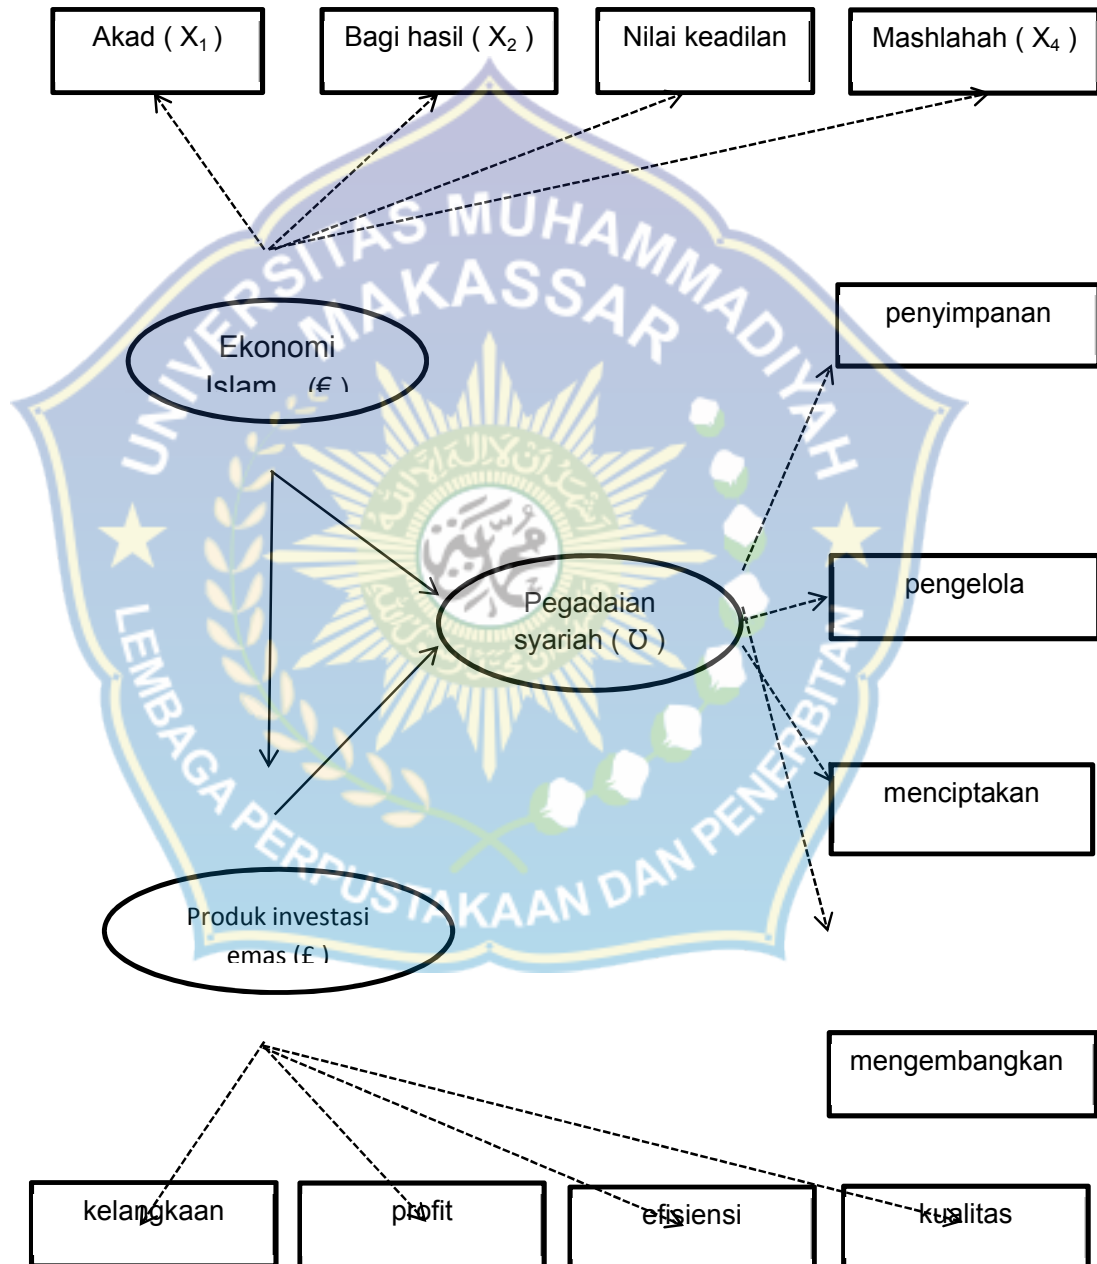 Akad ( X₁ )
Bagi hasil ( X₂ )
Nilai keadilan
Mashlahah ( X₄ )
UNIVERSITAS MUHAMMADIYAH
MAKASSAR
penyimpanan
Ekonomi
Islam (€ )
Pegadaian
syariah ( Ʊ )
pengelola
menciptakan
LEMBAGA PERPUSTAKAAN DAN PENERBITAN
Produk investasi
emas (£ )
mengembangkan
kelangkaan
profit
efisiensi
kualitas